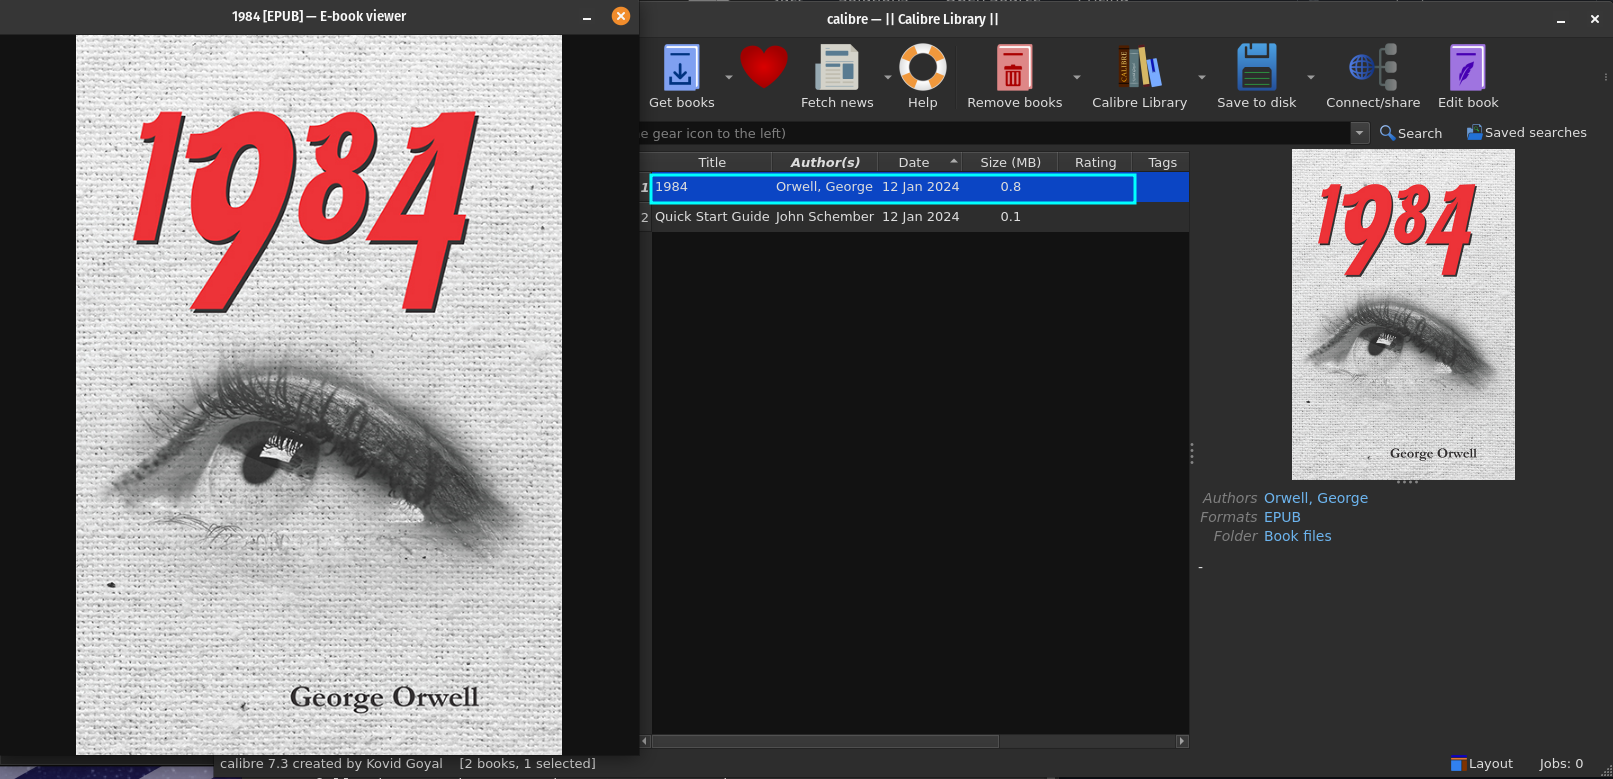 1984 [EPUB] — E-book viewer
1984
George Orwell
calibre — || Calibre Library ||
Get books
Fetch news
Help
Remove books
Calibre Library
Save to disk
Connect/share
Edit book
CALIBRE
gear icon to the left)
Search
Saved searches
Title Author(s) Date Size (MB) Rating Tags
1 1984 Orwell, George 12 Jan 2024 0.8
2 Quick Start Guide John Schember 12 Jan 2024 0.1
1984
George Orwell
Authors Orwell, George
Formats EPUB
Folder Book files
-
calibre 7.3 created by Kovid Goyal [2 books, 1 selected]
Layout
Jobs: 0